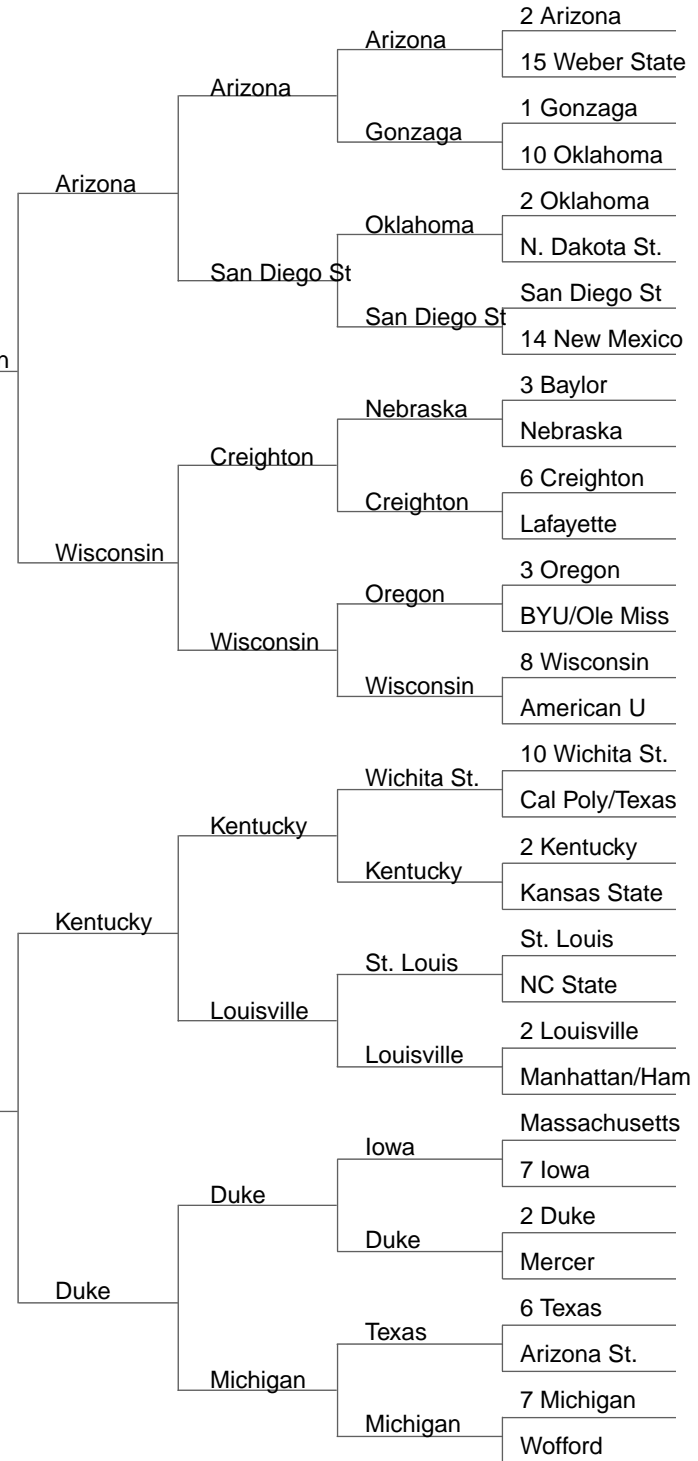 2 Arizona
Arizona
15 Weber State
Arizona
1 Gonzaga
Gonzaga
10 Oklahoma
Arizona
2 Oklahoma
Oklahoma
N. Dakota St.
San Diego St
San Diego St
San Diego St
14 New Mexico
n
3 Baylor
Nebraska
Nebraska
Creighton
6 Creighton
Creighton
Lafayette
Wisconsin
3 Oregon
Oregon
BYU/Ole Miss
Wisconsin
8 Wisconsin
Wisconsin
American U
10 Wichita St.
Wichita St.
Cal Poly/Texas
Kentucky
2 Kentucky
Kentucky
Kansas State
Kentucky
St. Louis
St. Louis
NC State
Louisville
2 Louisville
Louisville
Manhattan/Ham
Massachusetts
Iowa
7 Iowa
Duke
2 Duke
Duke
Mercer
Duke
6 Texas
Texas
Arizona St.
Michigan
7 Michigan
Michigan
Wofford